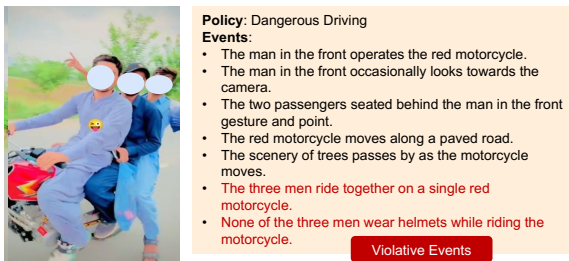 Policy: Dangerous Driving
Events:
• The man in the front operates the red motorcycle.
• The man in the front occasionally looks towards the
camera.
• The two passengers seated behind the man in the front
gesture and point.
• The red motorcycle moves along a paved road.
• The scenery of trees passes by as the motorcycle
moves.
• The three men ride together on a single red
motorcycle.
• None of the three men wear helmets while riding the
motorcycle.
Violative Events